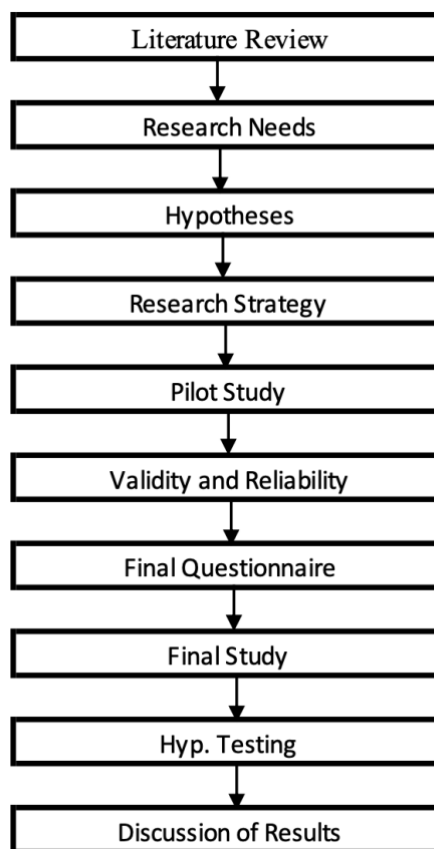 Literature Review
Research Needs
Hypotheses
Research Strategy
Pilot Study
Validity and Reliability
Final Questionnaire
Final Study
Hyp. Testing
Discussion of Results